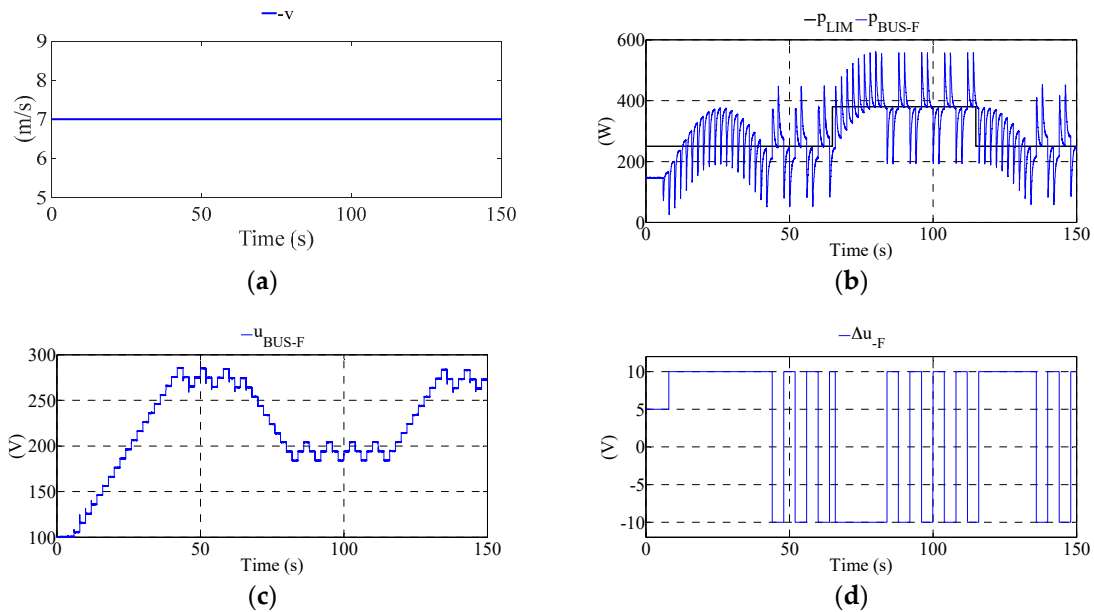 -v
9
8
7
6
5
(m/s)
0 50 100 150
Time (s)
(a)
p_LIM p_BUS-F
600
400
200
0
(W)
0 50 100 150
Time (s)
(b)
u_BUS-F
300
250
200
150
100
(V)
0 50 100 150
Time (s)
(c)
Δu_-F
10
5
0
-5
-10
(V)
0 50 100 150
Time (s)
(d)